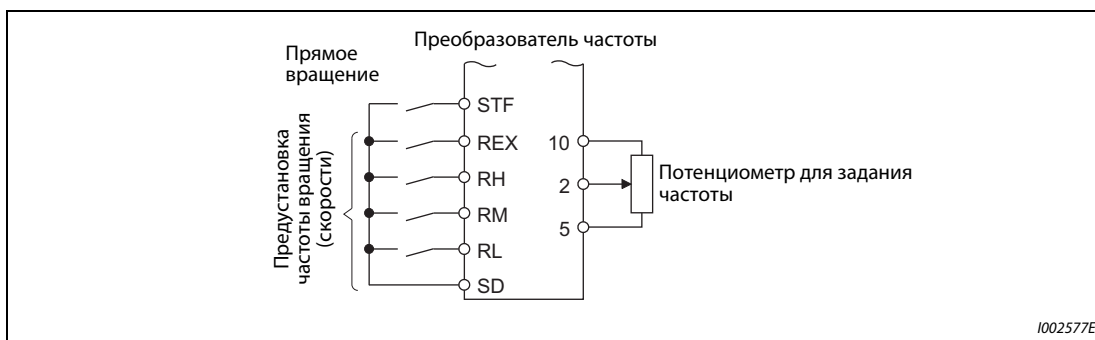 Преобразователь частоты
Прямое
вращение
STF
REX
RH
RM
RL
SD
10
2
5
Предустановка
частоты вращения
(скорости)
Потенциометр для задания
частоты
I002577E